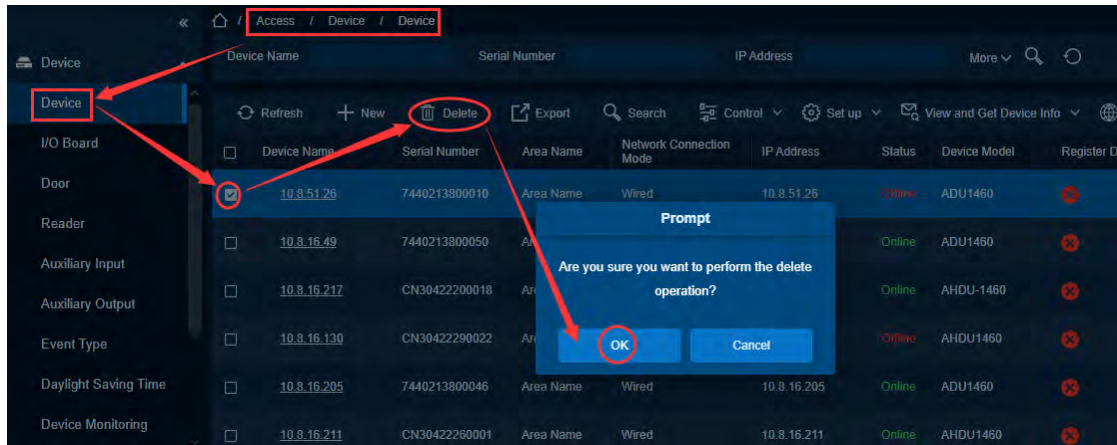 « / Access / Device / Device
Device
Device Name Serial Number IP Address More
Device
Refresh New Delete Export Search Control Set up View and Get Device Info
I/O Board
Device Name Serial Number Area Name Network Connection Mode IP Address Status Device Model Register D
Door
10.8.51.26 7440213800010 Area Name Wired 10.8.51.26 Offline ADU1460
Reader
Prompt
10.8.16.49 7440213800050 Online ADU1460
Auxiliary Input
Are you sure you want to perform the delete
operation?
10.8.16.217 CN30422200018 Online AHDU-1460
Auxiliary Output
Event Type
10.8.16.130 CN30422290022 Offline AHDU1460
OK Cancel
Daylight Saving Time
10.8.16.205 7440213800046 Area Name Wired 10.8.16.205 Online ADU1460
Device Monitoring
10.8.16.211 CN30422260001 Area Name Wired 10.8.16.211 Online AHDU1460